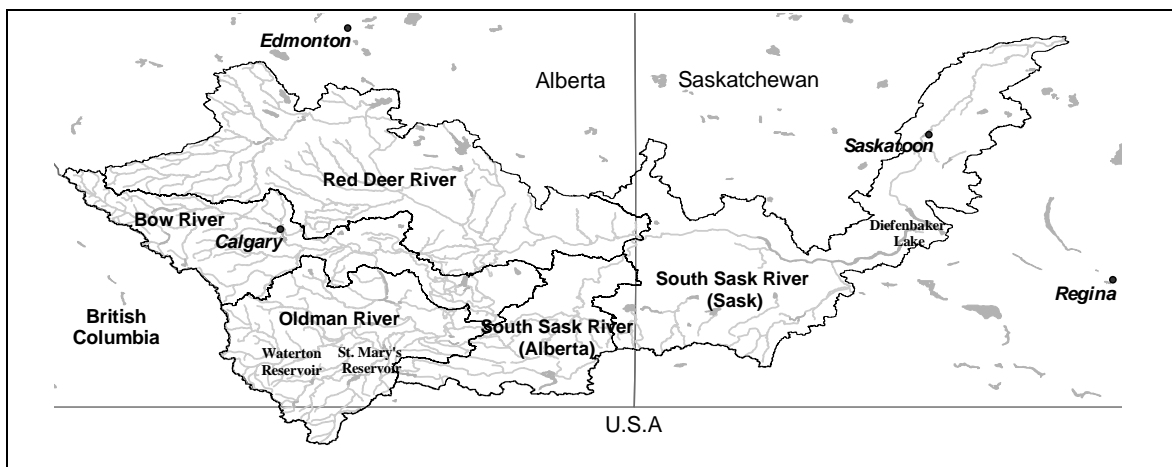 Edmonton
Alberta
Saskatchewan
Saskatoon
Red Deer River
Bow River
Calgary
Diefenbaker
Lake
South Sask River
(Sask)
Regina
British
Columbia
Oldman River
South Sask River
(Alberta)
Waterton
Reservoir
St. Mary's
Reservoir
U.S.A